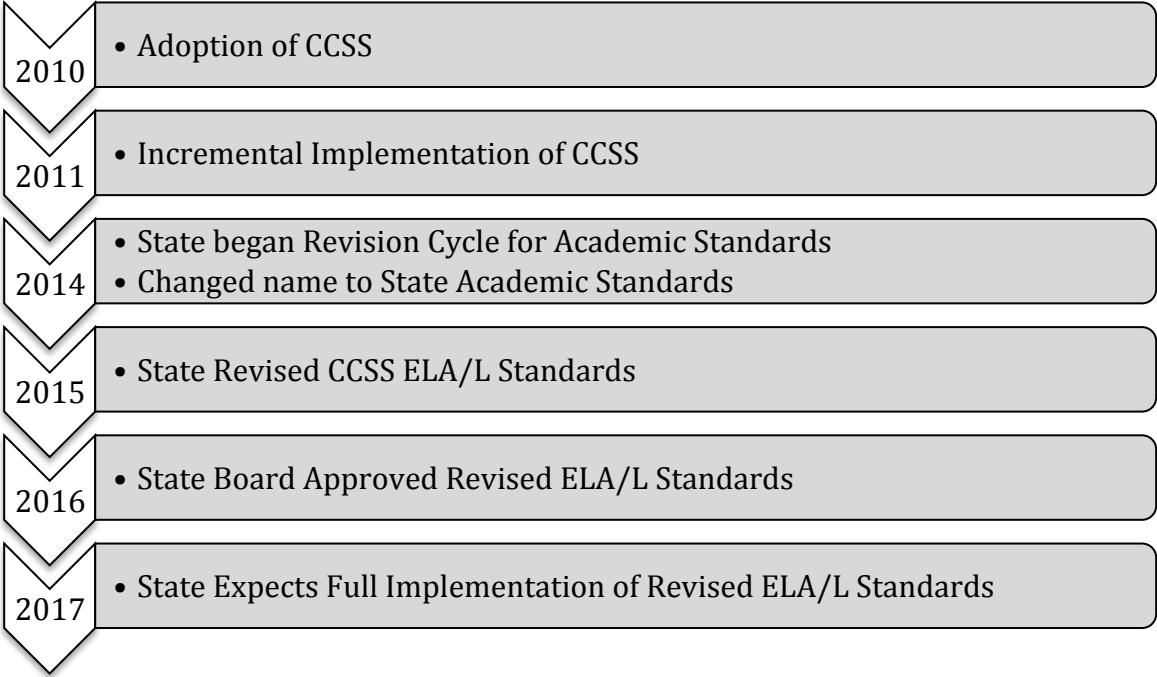 2010
• Adoption of CCSS
2011
• Incremental Implementation of CCSS
2014
• State began Revision Cycle for Academic Standards
• Changed name to State Academic Standards
2015
• State Revised CCSS ELA/L Standards
2016
• State Board Approved Revised ELA/L Standards
2017
• State Expects Full Implementation of Revised ELA/L Standards